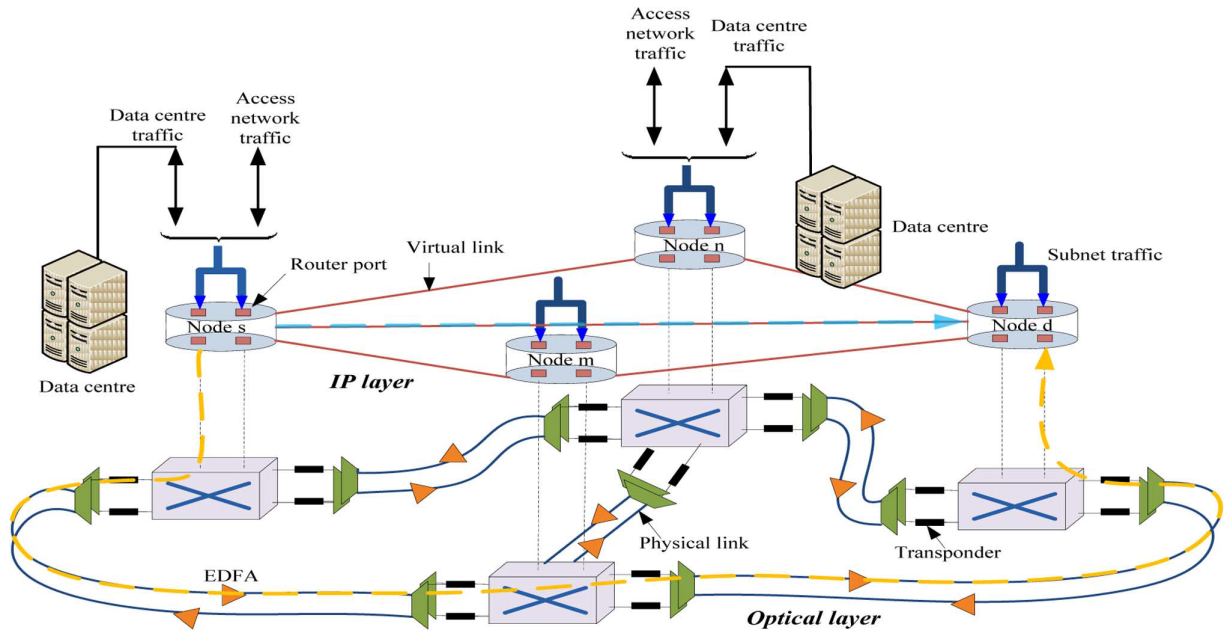 Access
network
traffic
Data centre
traffic
Data centre
traffic
Access
network
traffic
Node n
Data centre
Virtual link
Router port
Subnet traffic
Node s
Node d
Node m
Data centre
IP layer
Physical link
Transponder
EDFA
Optical layer